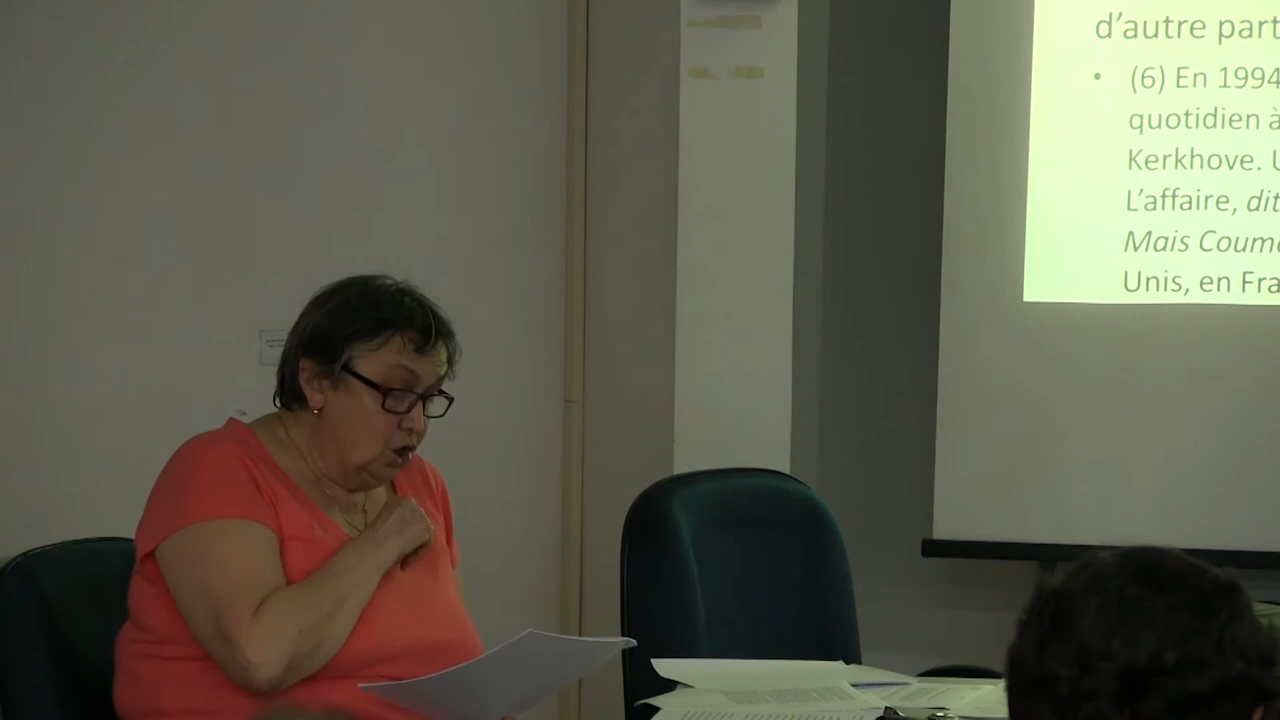 d'autre part
• (6) En 1994
quotidien à
Kerkhove. U
L'affaire, dit
Mais Coum
Unis, en Fra